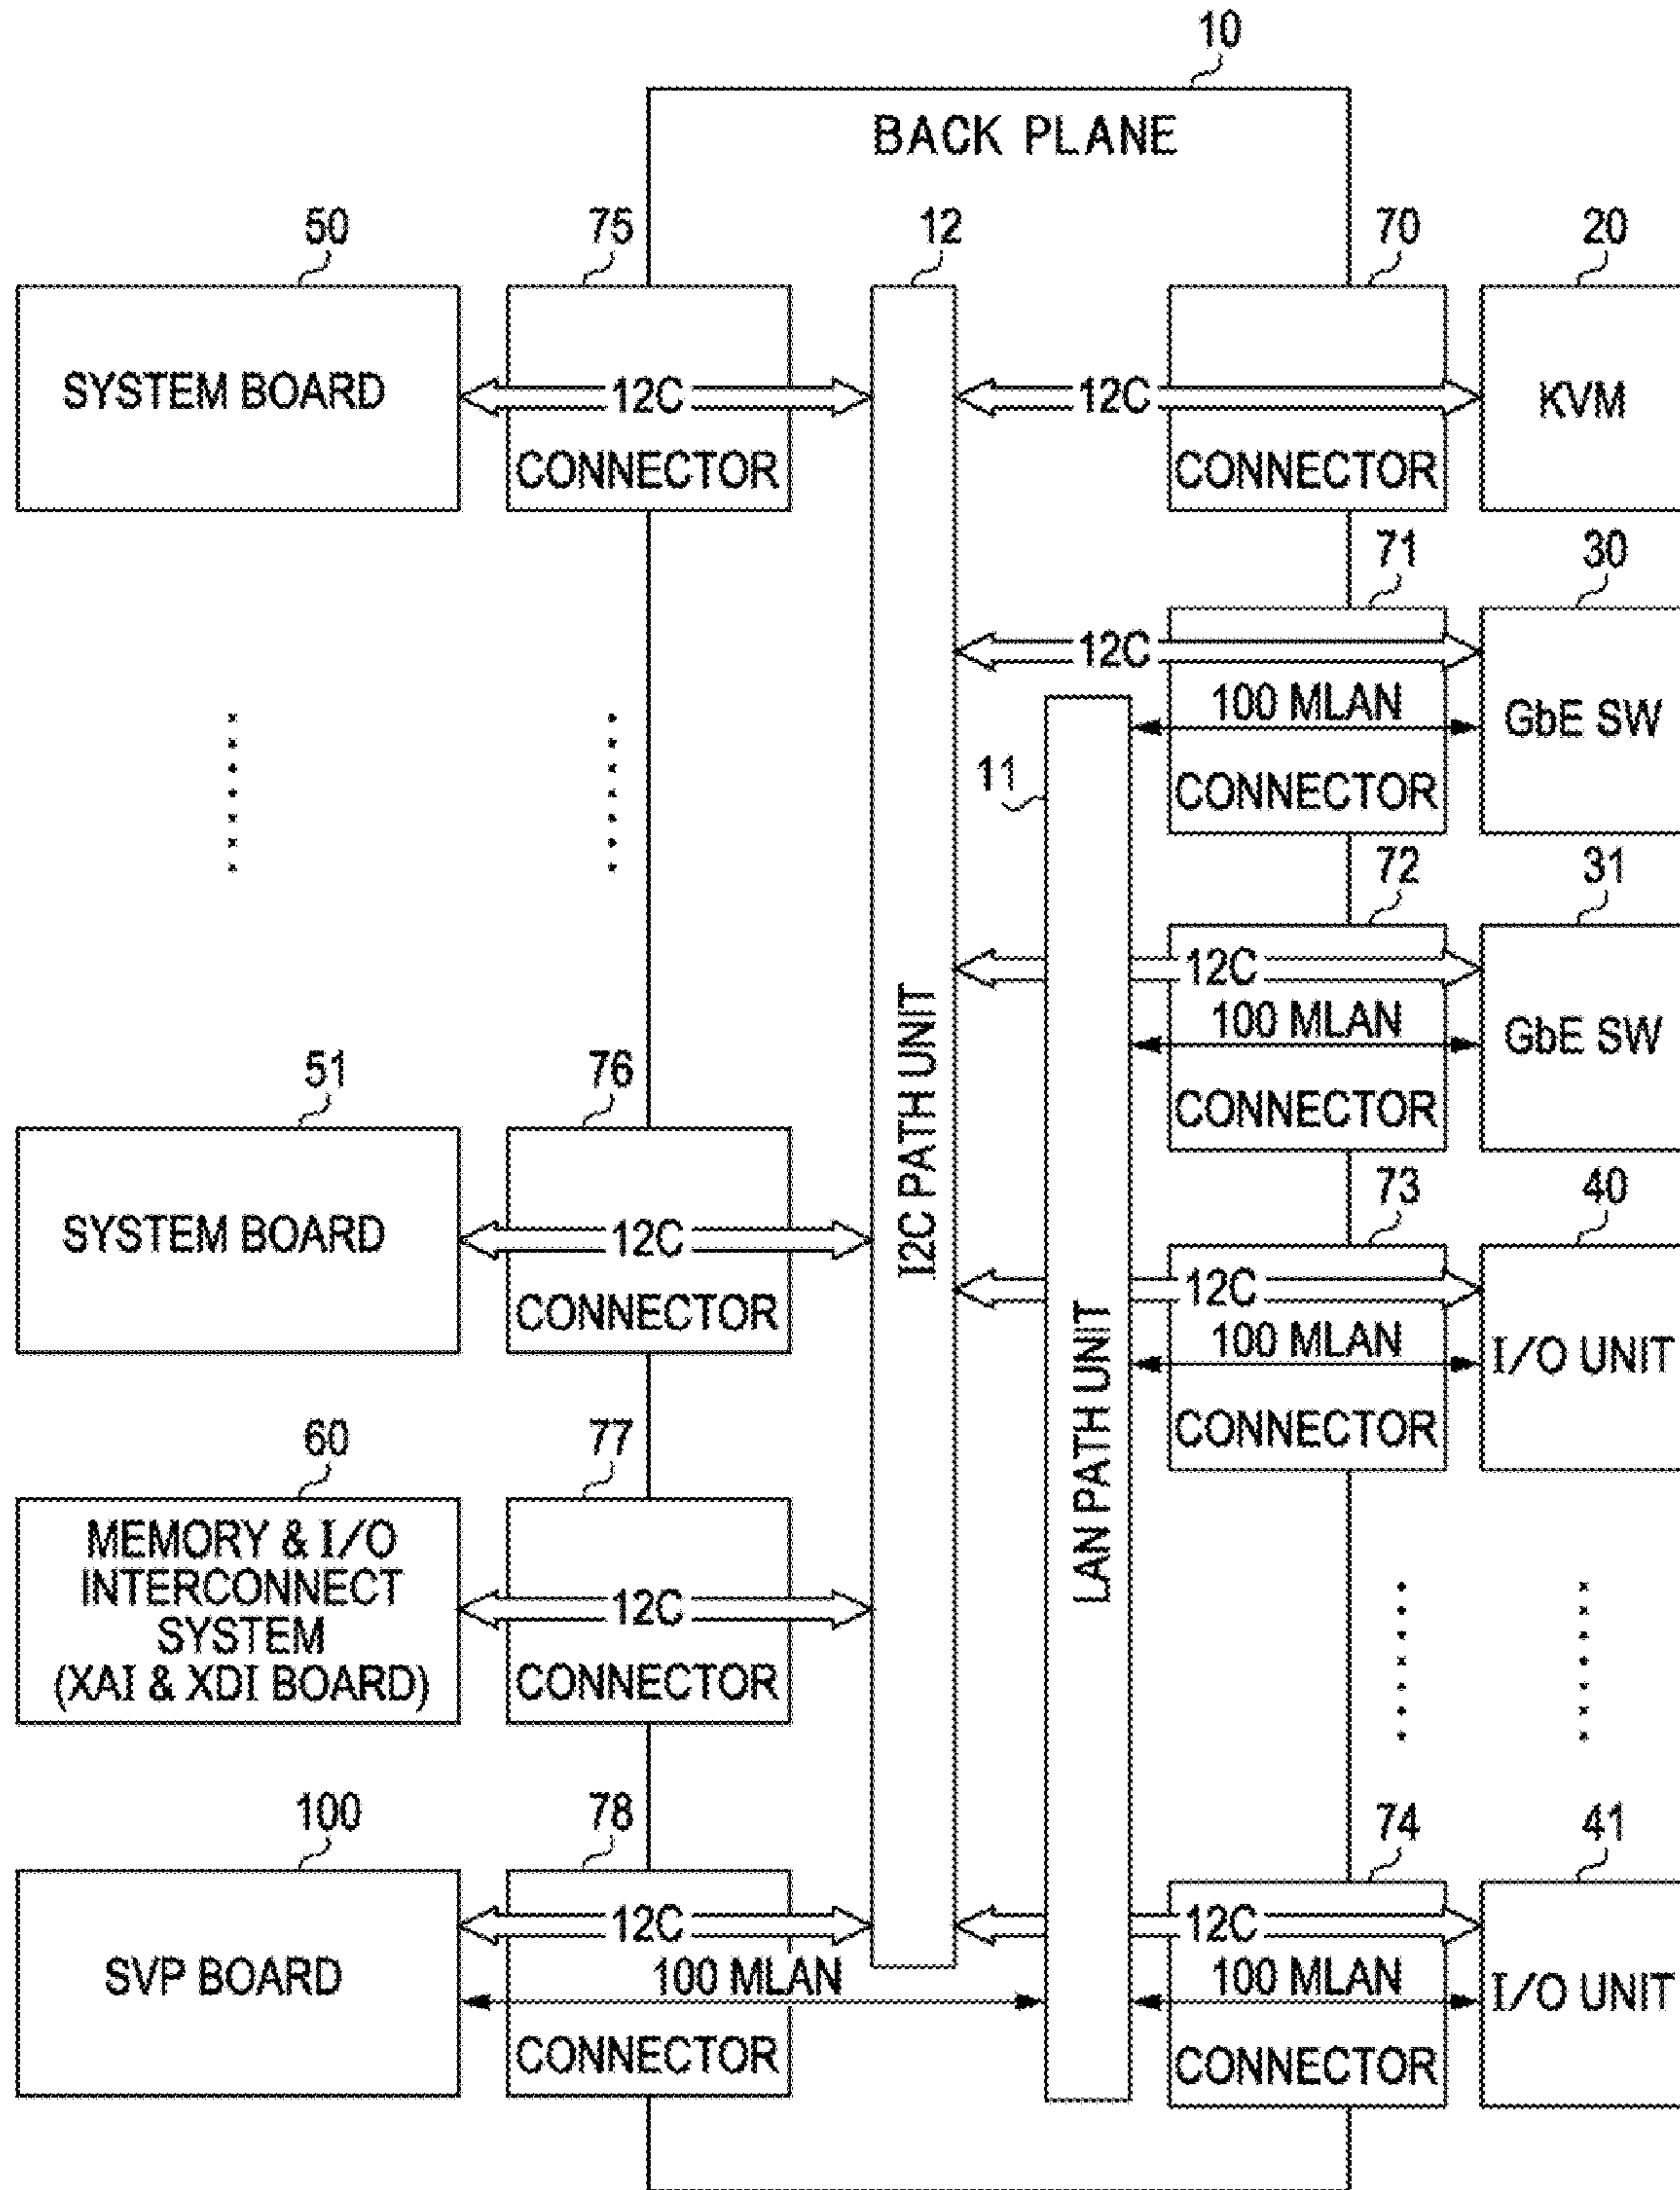 10
BACK PLANE
50
75
12
70
20
SYSTEM BOARD
12C
CONNECTOR
12C
CONNECTOR
KVM
71
30
12C
100 MLAN
CONNECTOR
GbE SW
11
72
31
12C
100 MLAN
CONNECTOR
GbE SW
I2C PATH UNIT
51
76
SYSTEM BOARD
12C
CONNECTOR
73
40
12C
100 MLAN
CONNECTOR
I/O UNIT
LAN PATH UNIT
60
77
MEMORY & I/O
INTERCONNECT
SYSTEM
(XAI & XDI BOARD)
12C
CONNECTOR
100
78
74
41
SVP BOARD
12C
100 MLAN
CONNECTOR
12C
100 MLAN
CONNECTOR
I/O UNIT